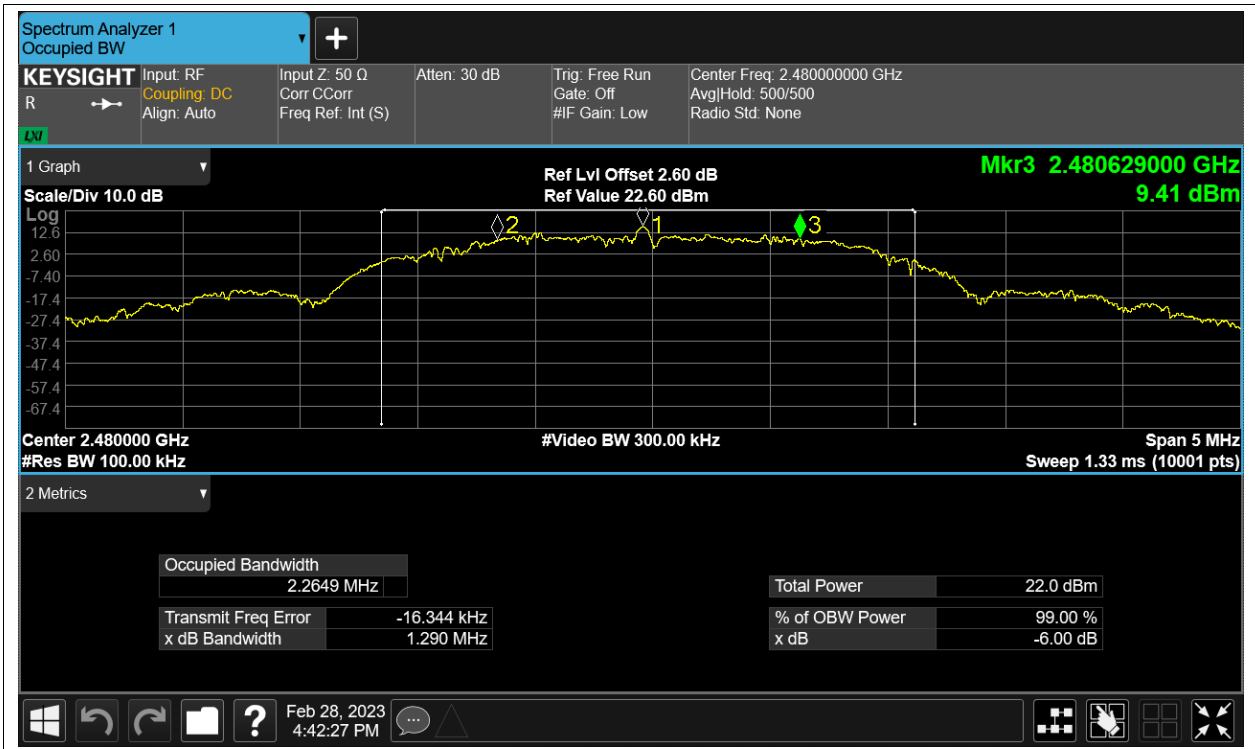 Spectrum Analyzer 1
Occupied BW
KEYSIGHT
R
LXI
Input: RF
Coupling: DC
Align: Auto
Input Z: 50 Ω
Corr CCorr
Freq Ref: Int (S)
Atten: 30 dB
Trig: Free Run
Gate: Off
#IF Gain: Low
Center Freq: 2.480000000 GHz
Avg|Hold: 500/500
Radio Std: None
1 Graph
Scale/Div 10.0 dB
Ref Lvl Offset 2.60 dB
Ref Value 22.60 dBm
Mkr3 2.480629000 GHz
9.41 dBm
Log
12.6
2.60
-7.40
-17.4
-27.4
-37.4
-47.4
-57.4
-67.4
2
1
3
Center 2.480000 GHz
#Res BW 100.00 kHz
#Video BW 300.00 kHz
Span 5 MHz
Sweep 1.33 ms (10001 pts)
2 Metrics
Occupied Bandwidth
2.2649 MHz
Transmit Freq Error -16.344 kHz
x dB Bandwidth 1.290 MHz
Total Power 22.0 dBm
% of OBW Power 99.00 %
x dB -6.00 dB
?
Feb 28, 2023
4:42:27 PM